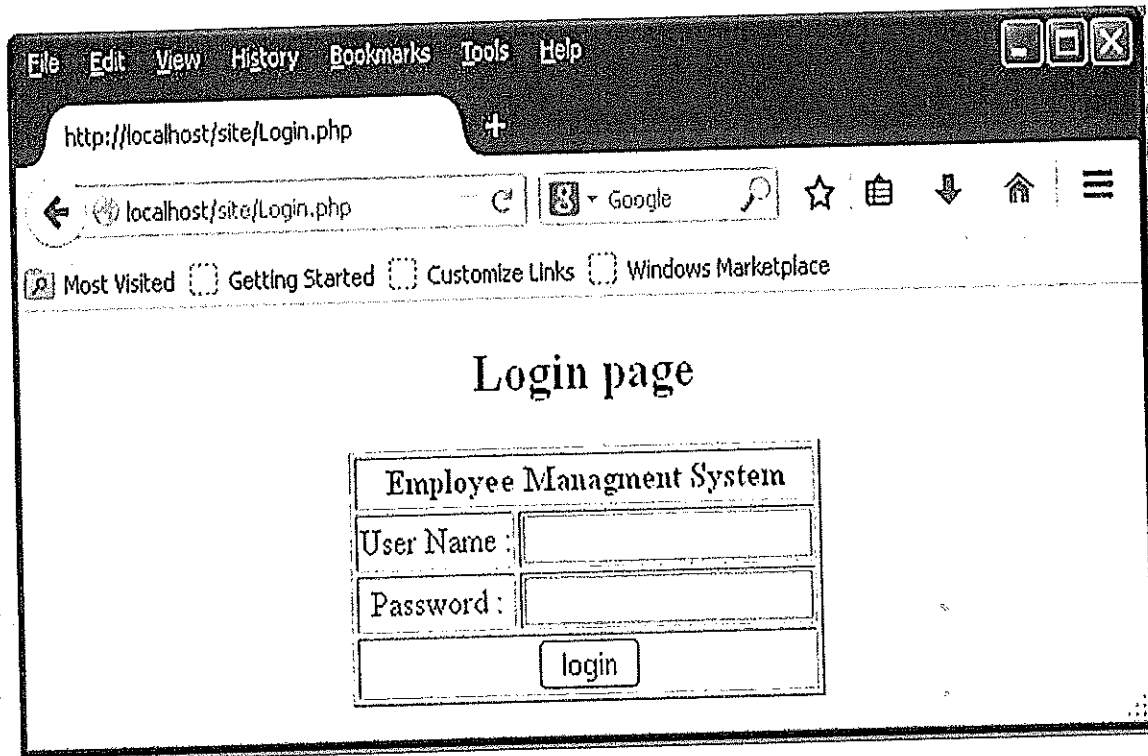 File Edit View History Bookmarks Tools Help
http://localhost/site/Login.php
localhost/site/Login.php
Google
Most Visited Getting Started Customize Links Windows Marketplace
Login page
Employee Managment System
User Name :
Password :
login